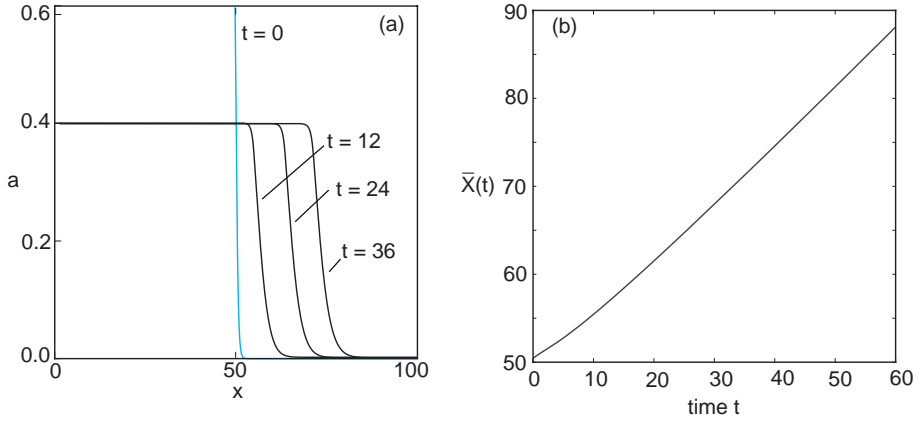 (a)
0.6
t = 0
0.4
t = 12
a
t = 24
0.2
t = 36
0.0
0 50 100
x
(b)
90
80
X̅(t)
70
60
50
0 10 20 30 40 50 60
time t